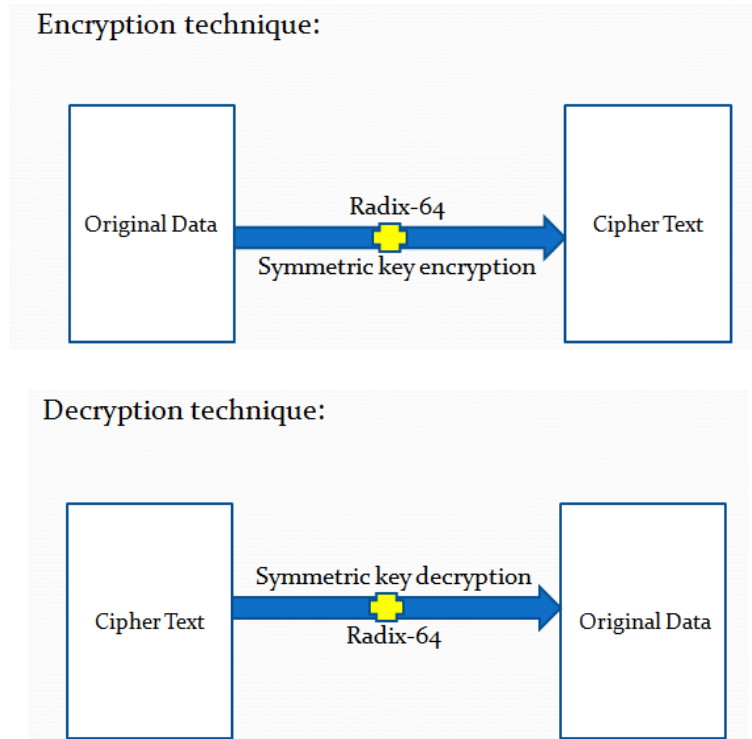 Encryption technique:
Radix-64
Original Data
Cipher Text
Symmetric key encryption
Decryption technique:
Symmetric key decryption
Cipher Text
Original Data
Radix-64